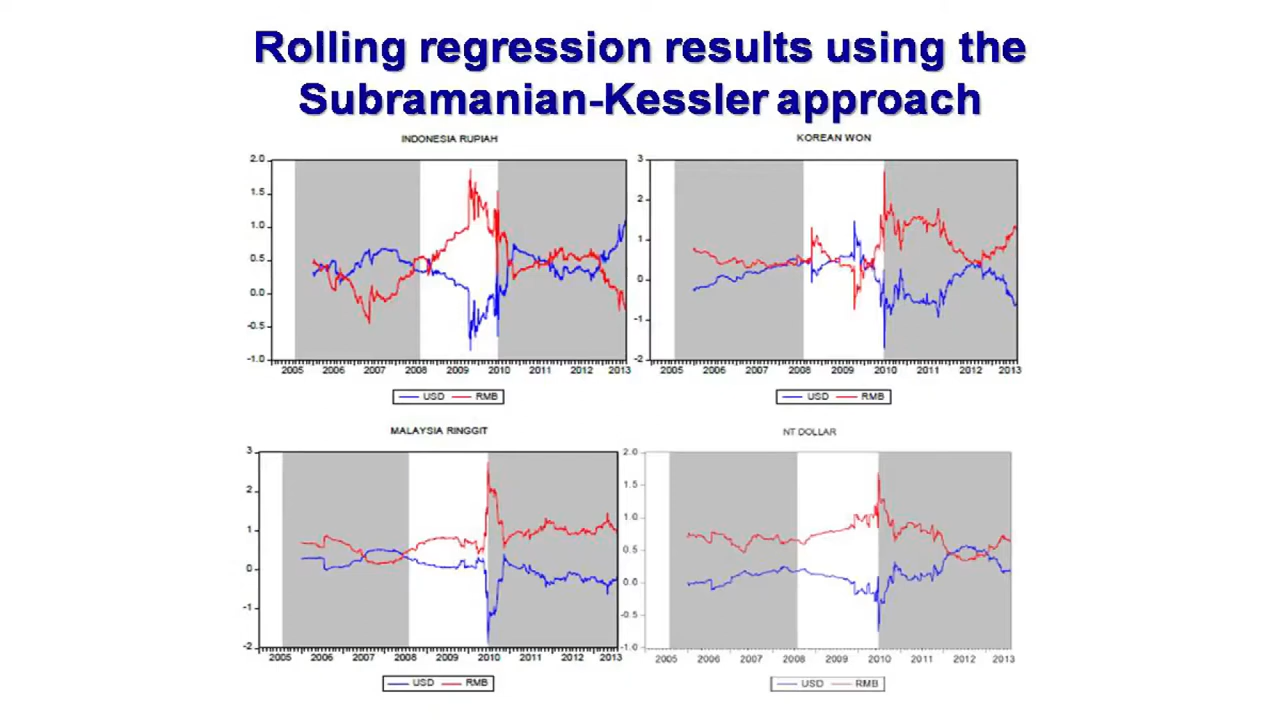 Rolling regression results using the
Subramanian-Kessler approach
INDONESIA RUPIAH
2.0
1.5
1.0
0.5
0.0
-0.5
-1.0
2005 2006 2007 2008 2009 2010 2011 2012 2013
USD RMB
KOREAN WON
3
2
1
0
-1
-2
2005 2006 2007 2008 2009 2010 2011 2012 2013
USD RMB
MALAYSIA RINGGIT
3
2
1
0
-1
-2
2005 2006 2007 2008 2009 2010 2011 2012 2013
USD RMB
NT DOLLAR
2.0
1.5
1.0
0.5
0.0
-0.5
-1.0
2005 2006 2007 2008 2009 2010 2011 2012 2013
USD RMB